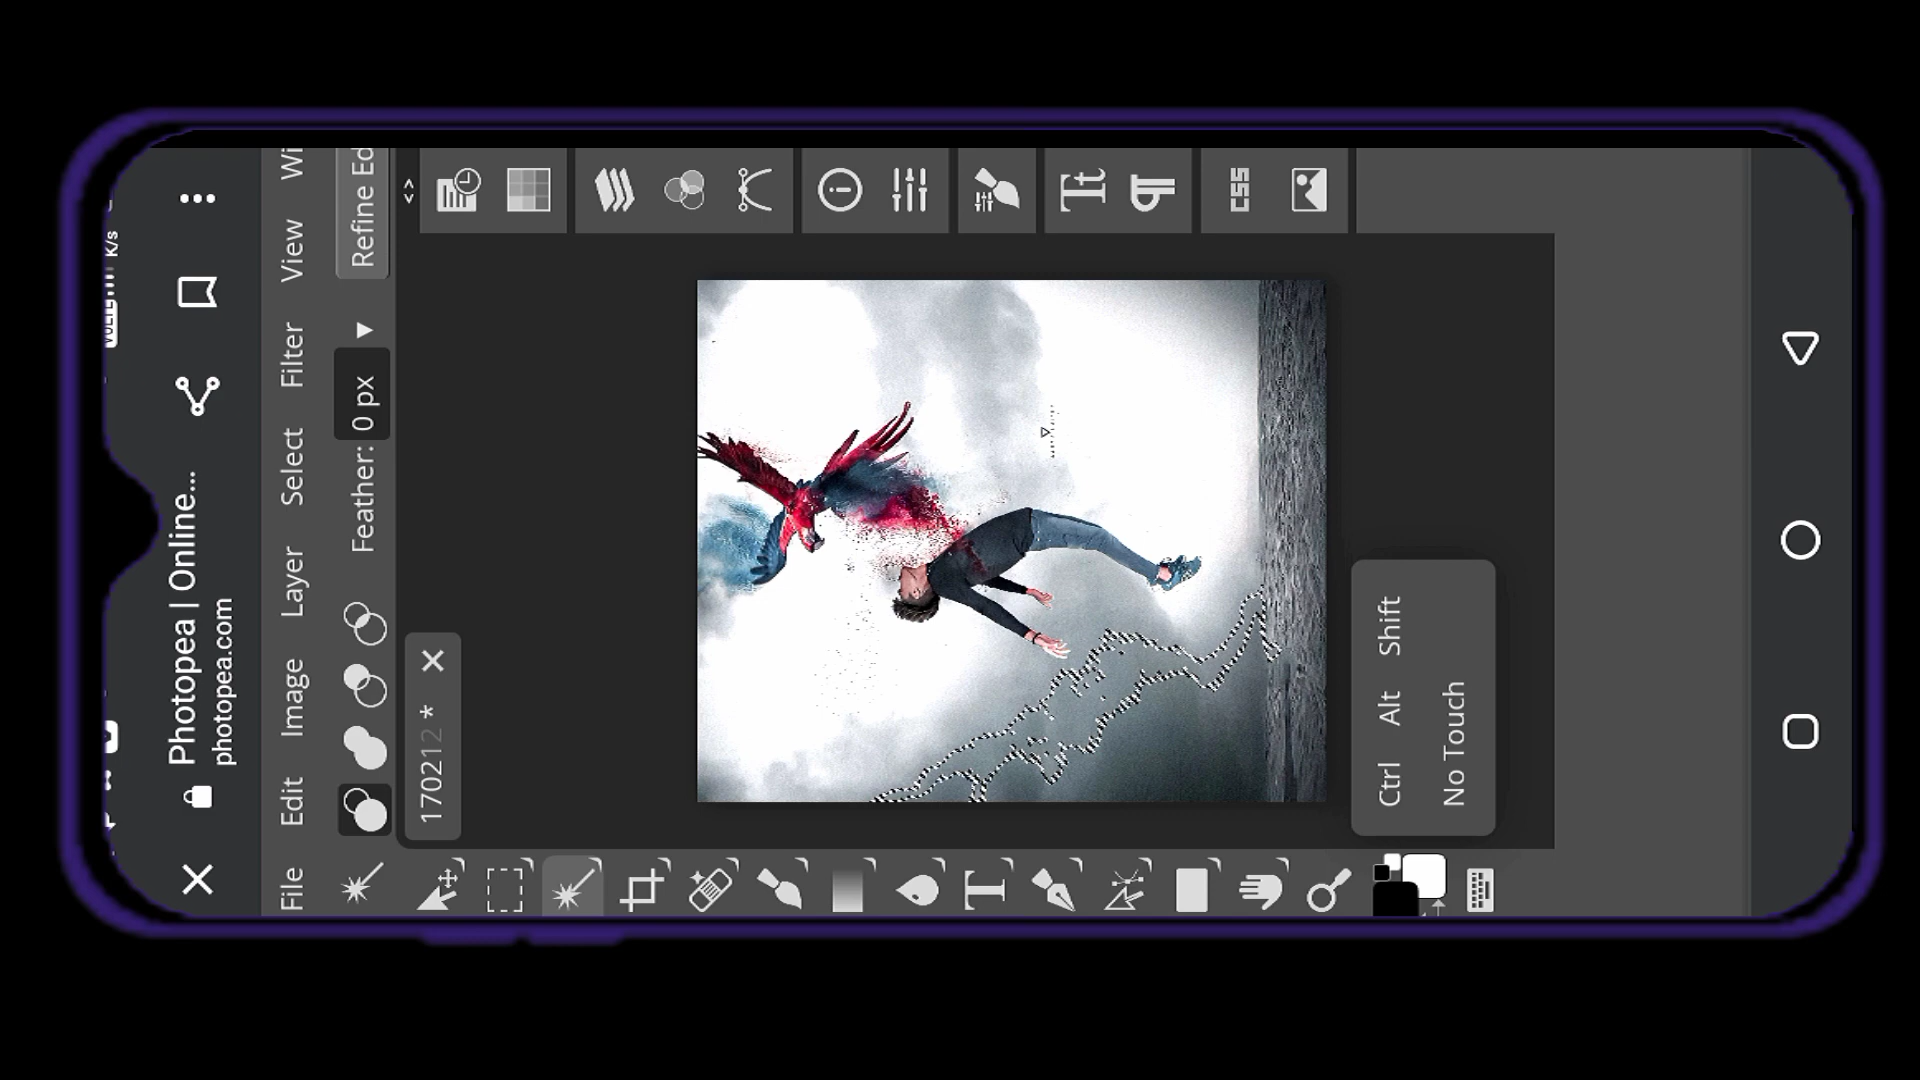 K/s
Photopea | Online...
photopea.com
File Edit Image Layer Select Filter View Wi
Feather: 0 px Refine Ed
170212 *
CSS
Ctrl Alt Shift
No Touch